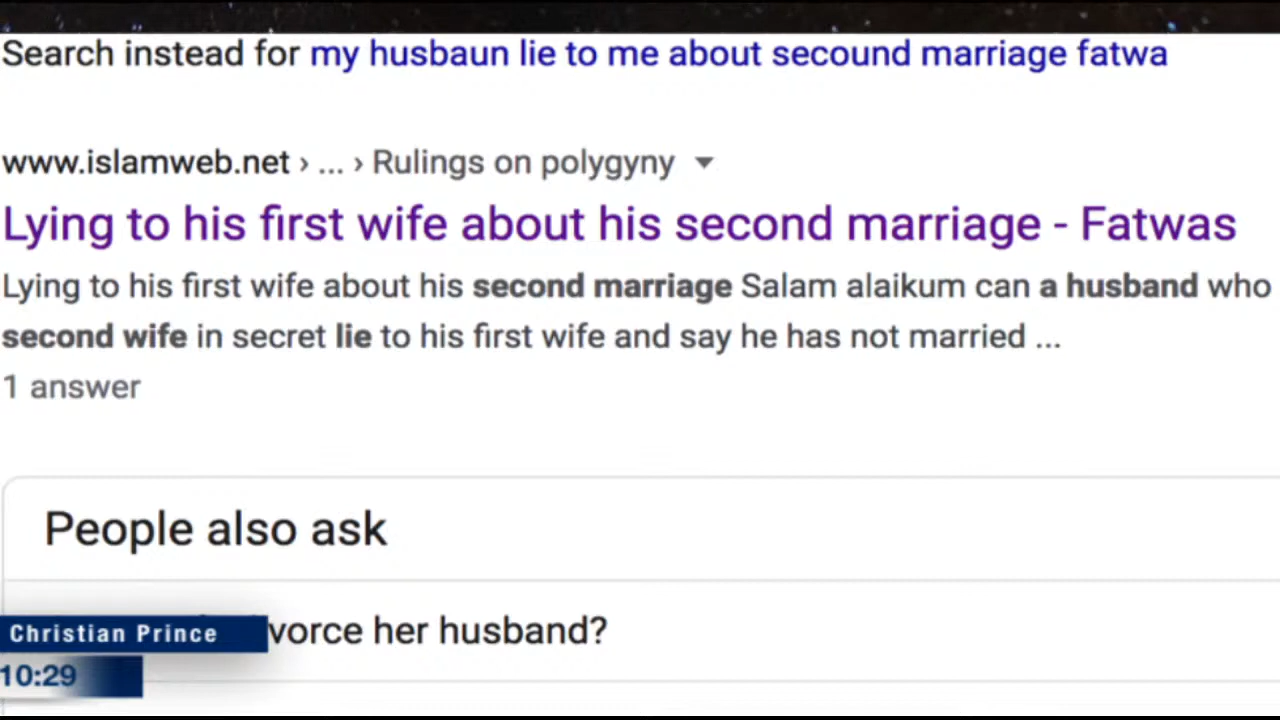 Search instead for my husbaun lie to me about secound marriage fatwa
www.islamweb.net › ... › Rulings on polygyny
Lying to his first wife about his second marriage - Fatwas
Lying to his first wife about his second marriage Salam alaikum can a husband who
second wife in secret lie to his first wife and say he has not married ...
1 answer
People also ask
her husband?
Christian Prince
10:29